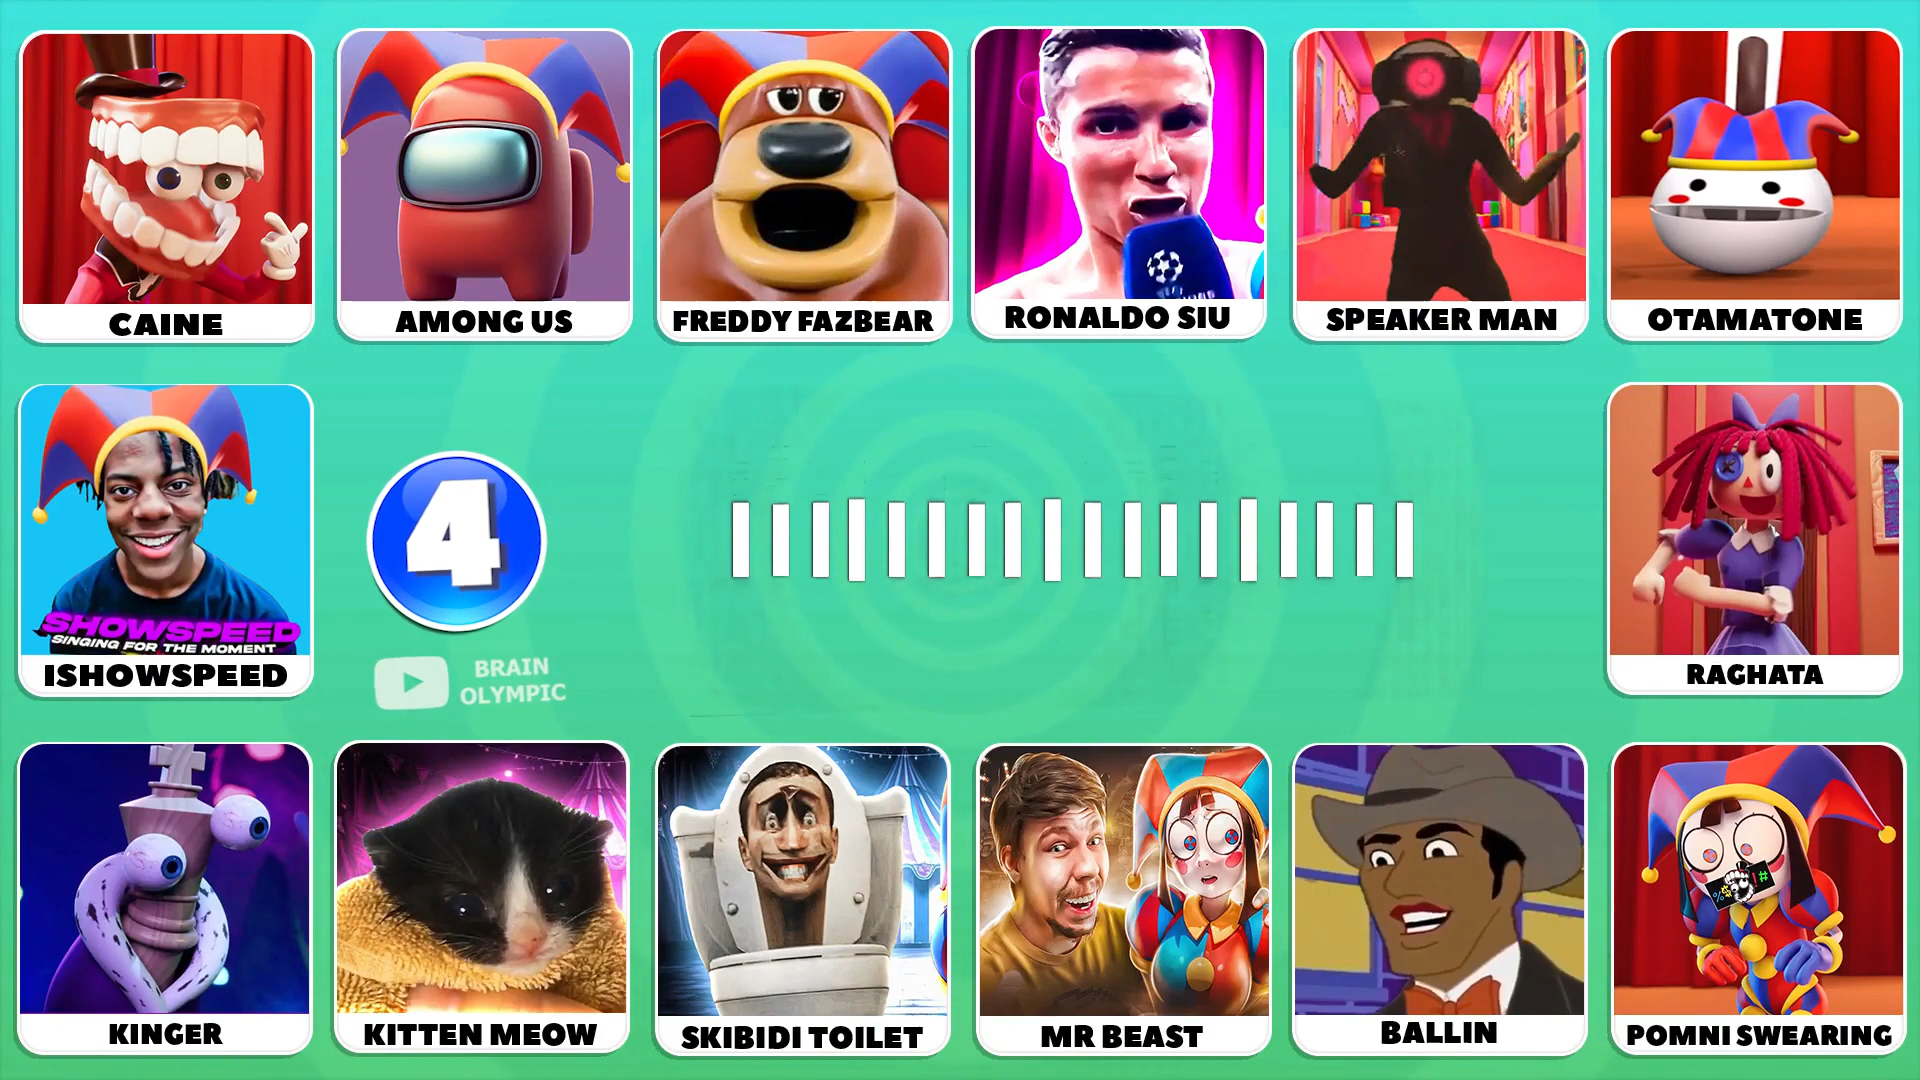 CAINE
AMONG US
FREDDY FAZBEAR
RONALDO SIU
SPEAKER MAN
OTAMATONE
SHOWSPEED
SINGING FOR THE MOMENT
ISHOWSPEED
4
BRAIN
OLYMPIC
RAGHATA
KINGER
KITTEN MEOW
SKIBIDI TOILET
MR BEAST
BALLIN
POMNI SWEARING